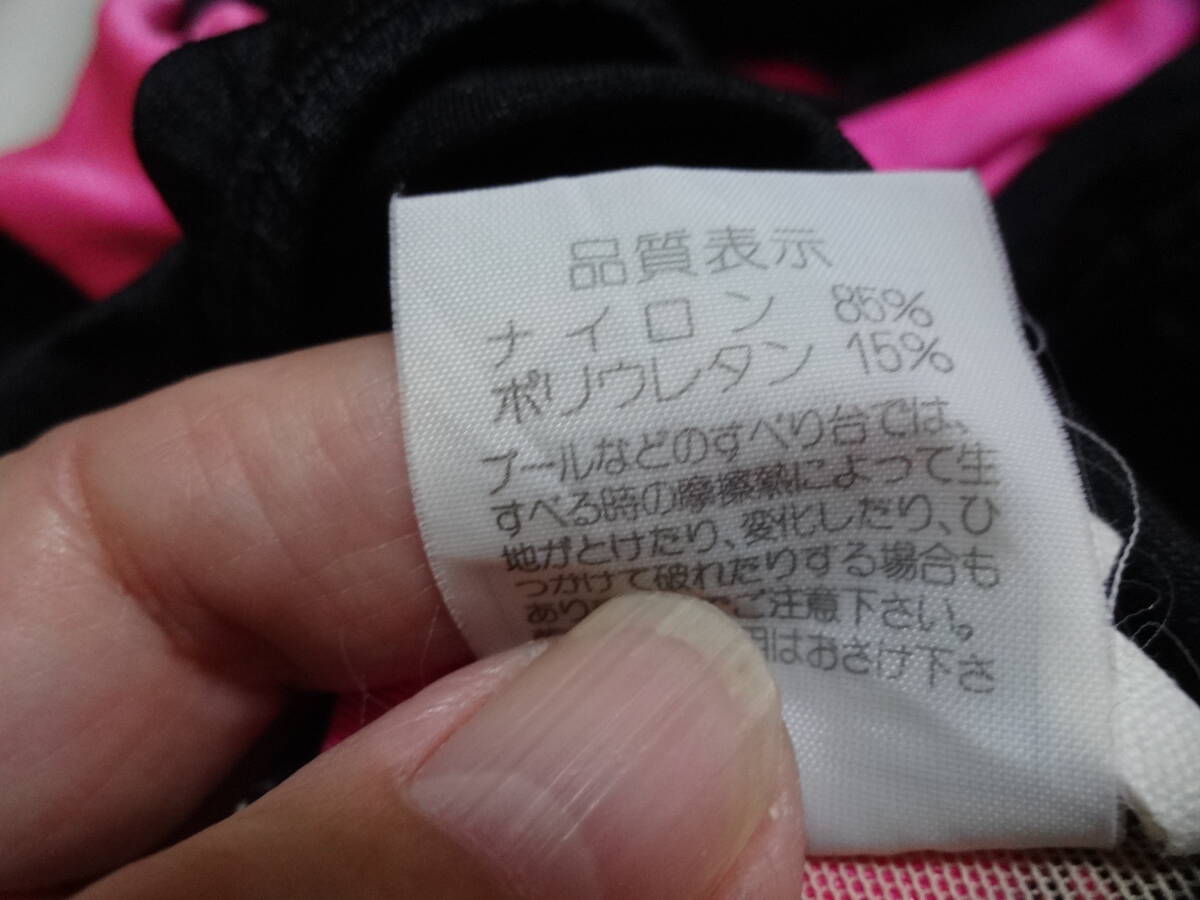 品質表示
ナイロン 85%
ポリウレタン 15%
プールなどのすべり台では、
すべる時の摩擦熱によって生
地がとけたり、変化したり、ひ
っかけて破れたりする場合も
あり ご注意下さい。
用はおさけ下さ